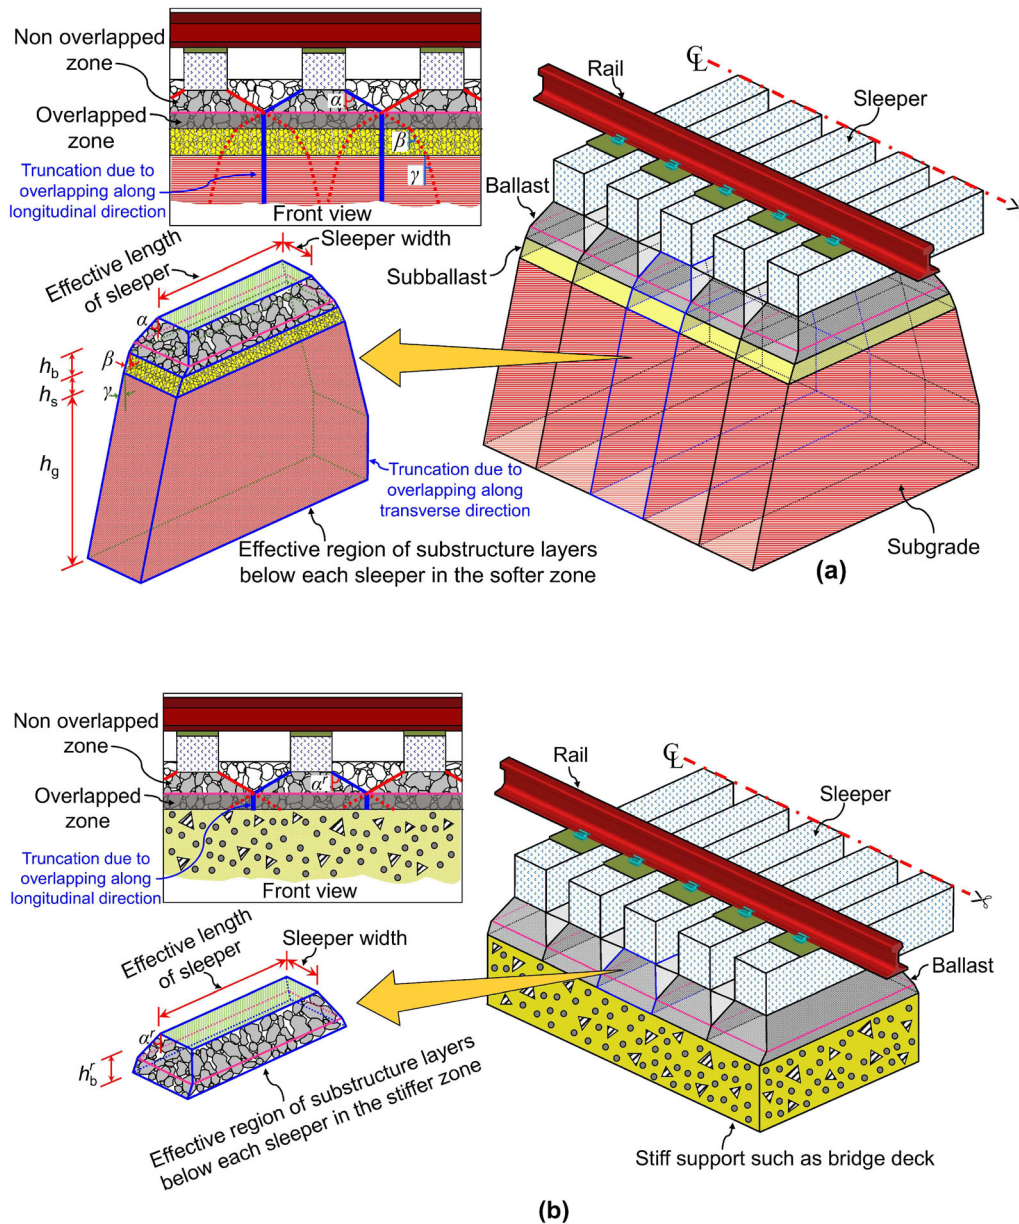 Non overlapped
zone
Overlapped
zone
Truncation due to
overlapping along
longitudinal direction
α
β
γ
Front view
℄
Rail
Sleeper
Ballast
Subballast
Subgrade
(a)
Effective length
of sleeper
Sleeper width
α
β
γ
hb
hs
hg
Truncation due to
overlapping along
transverse direction
Effective region of substructure layers
below each sleeper in the softer zone
Non overlapped
zone
Overlapped
zone
Truncation due to
overlapping along
longitudinal direction
αʳ
Front view
℄
Rail
Sleeper
Ballast
Stiff support such as bridge deck
Effective length
of sleeper
Sleeper width
αʳ
hbʳ
Effective region of substructure layers
below each sleeper in the stiffer zone
(b)